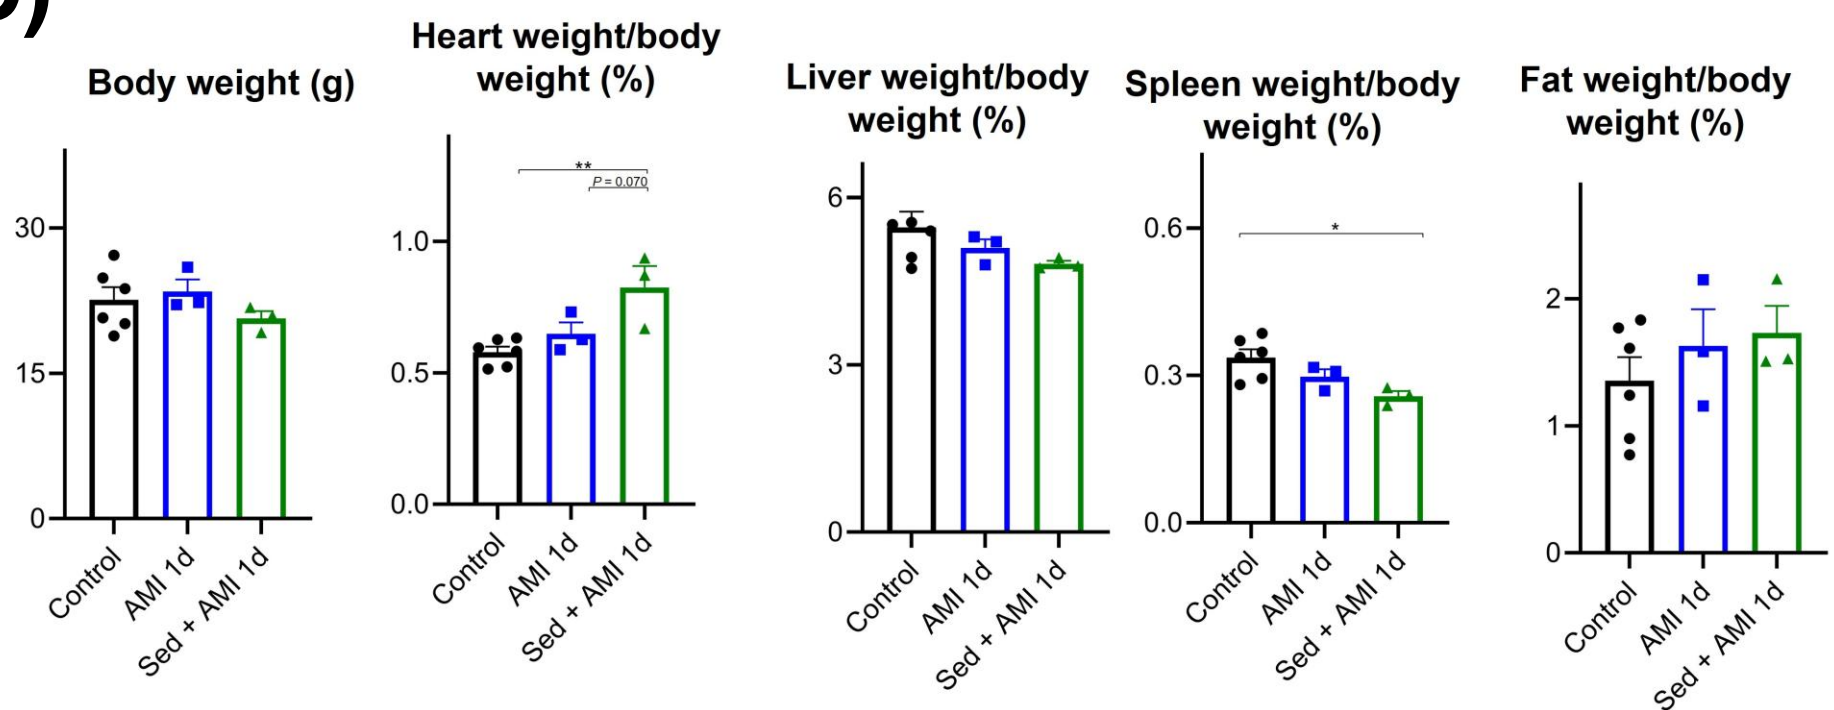 )
Body weight (g)
30
15
0
Control
AMI 1d
Sed + AMI 1d
Heart weight/body
weight (%)
**
P = 0.070
1.0
0.5
0.0
Control
AMI 1d
Sed + AMI 1d
Liver weight/body
weight (%)
6
3
0
Control
AMI 1d
Sed + AMI 1d
Spleen weight/body
weight (%)
*
0.6
0.3
0.0
Control
AMI 1d
Sed + AMI 1d
Fat weight/body
weight (%)
2
1
0
Control
AMI 1d
Sed + AMI 1d